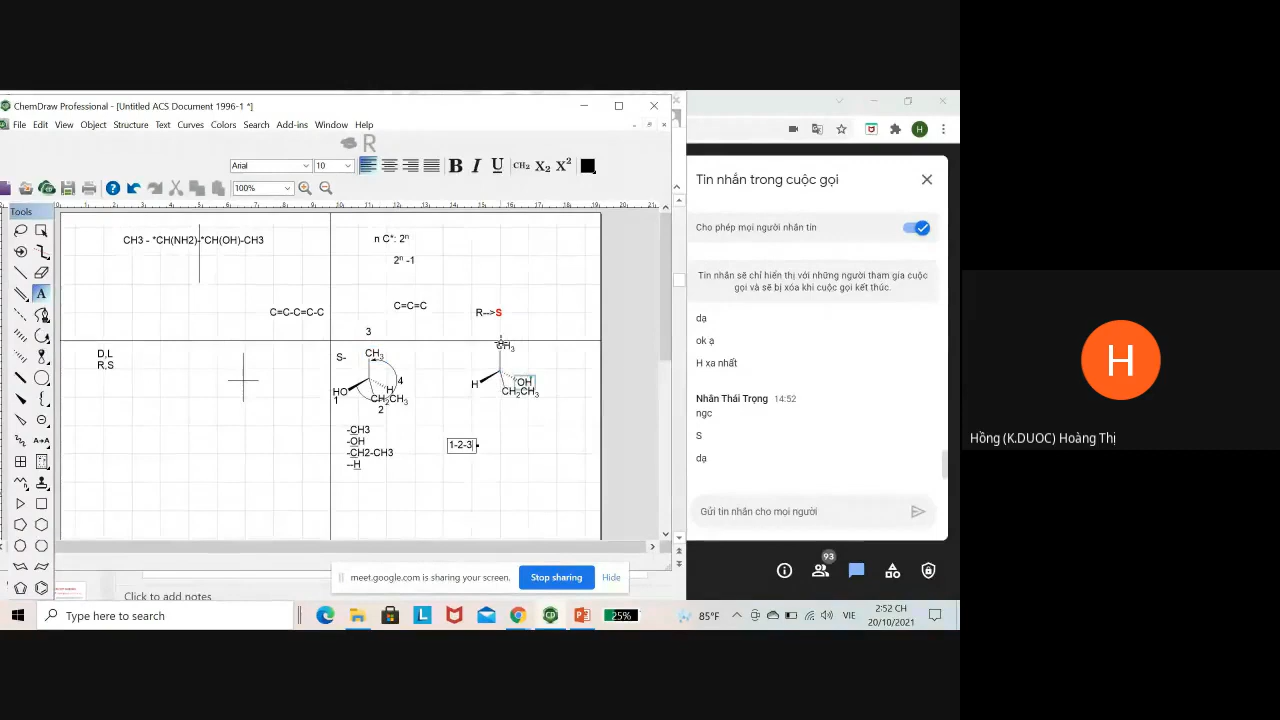 ChemDraw Professional - [Untitled ACS Document 1996-1 *]
File Edit View Object Structure Text Curves Colors Search Add-ins Window Help
R
Arial 10 B I U CH2 X2 X²
100%
Tools
CH3 - *CH(NH2)-*CH(OH)-CH3
n C*: 2ⁿ
2ⁿ -1
C=C-C=C-C
C=C=C
R-->S
D,L
R,S
3
S-
CH3
4
HO
H
1
CH2CH3
2
CH3
H
OH
CH2CH3
-CH3
-OH
-CH2-CH3
--H
1-2-3
Click to add notes
meet.google.com is sharing your screen. Stop sharing Hide
Tin nhắn trong cuộc gọi
Cho phép mọi người nhắn tin
Tin nhắn sẽ chỉ hiển thị với những người tham gia cuộc
gọi và sẽ bị xóa khi cuộc gọi kết thúc.
dạ
ok ạ
H xa nhất
Nhân Thái Trọng 14:52
ngc
S
dạ
Gửi tin nhắn cho mọi người
93
H
Hồng (K.DUOC) Hoàng Thị
Type here to search
25%
85°F
VIE
2:52 CH
20/10/2021